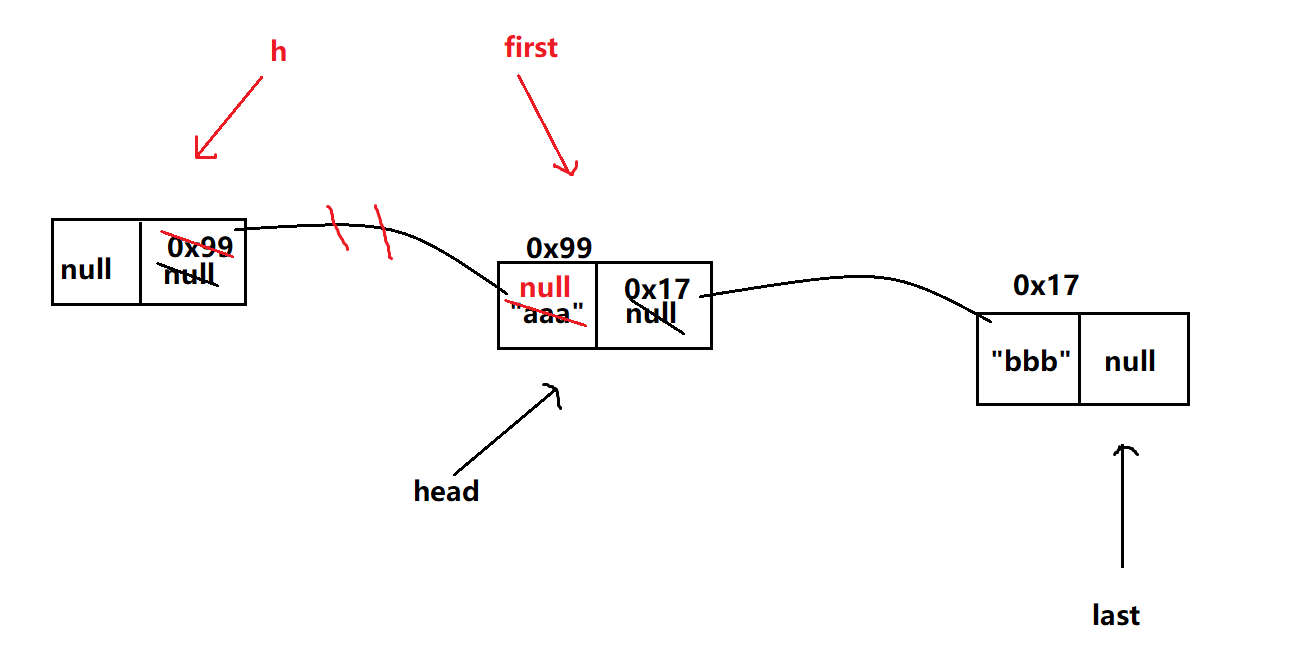 h
first
null
0x99
null
0x99
null
"aaa"
0x17
null
0x17
"bbb"
null
head
last